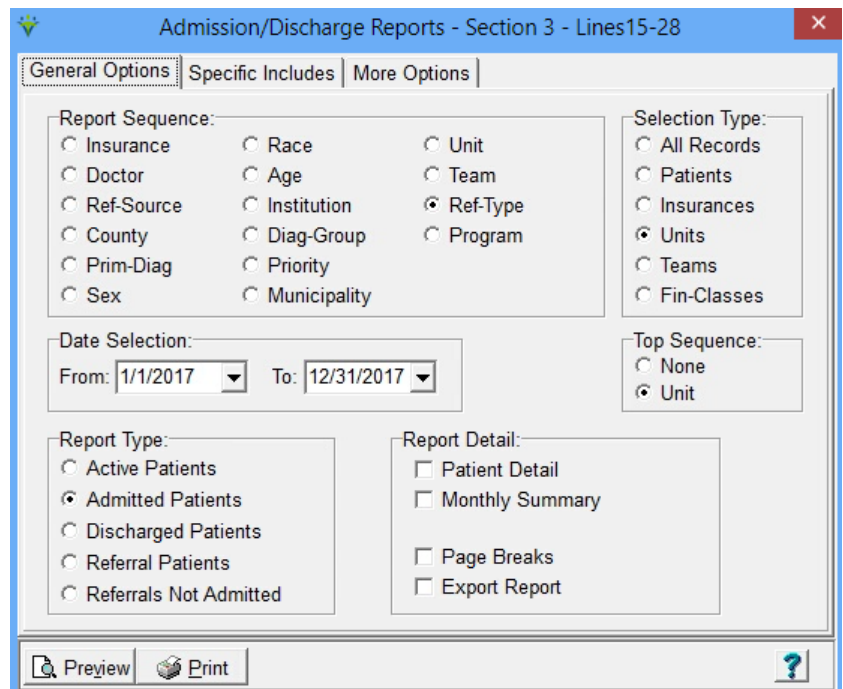 Admission/Discharge Reports - Section 3 - Lines15-28
General Options
Specific Includes
More Options
Report Sequence:
Insurance
Doctor
Ref-Source
County
Prim-Diag
Sex
Race
Age
Institution
Diag-Group
Priority
Municipality
Unit
Team
Ref-Type
Program
Selection Type:
All Records
Patients
Insurances
Units
Teams
Fin-Classes
Date Selection:
From: 1/1/2017 To: 12/31/2017
Top Sequence:
None
Unit
Report Type:
Active Patients
Admitted Patients
Discharged Patients
Referral Patients
Referrals Not Admitted
Report Detail:
Patient Detail
Monthly Summary
Page Breaks
Export Report
Preview
Print
?